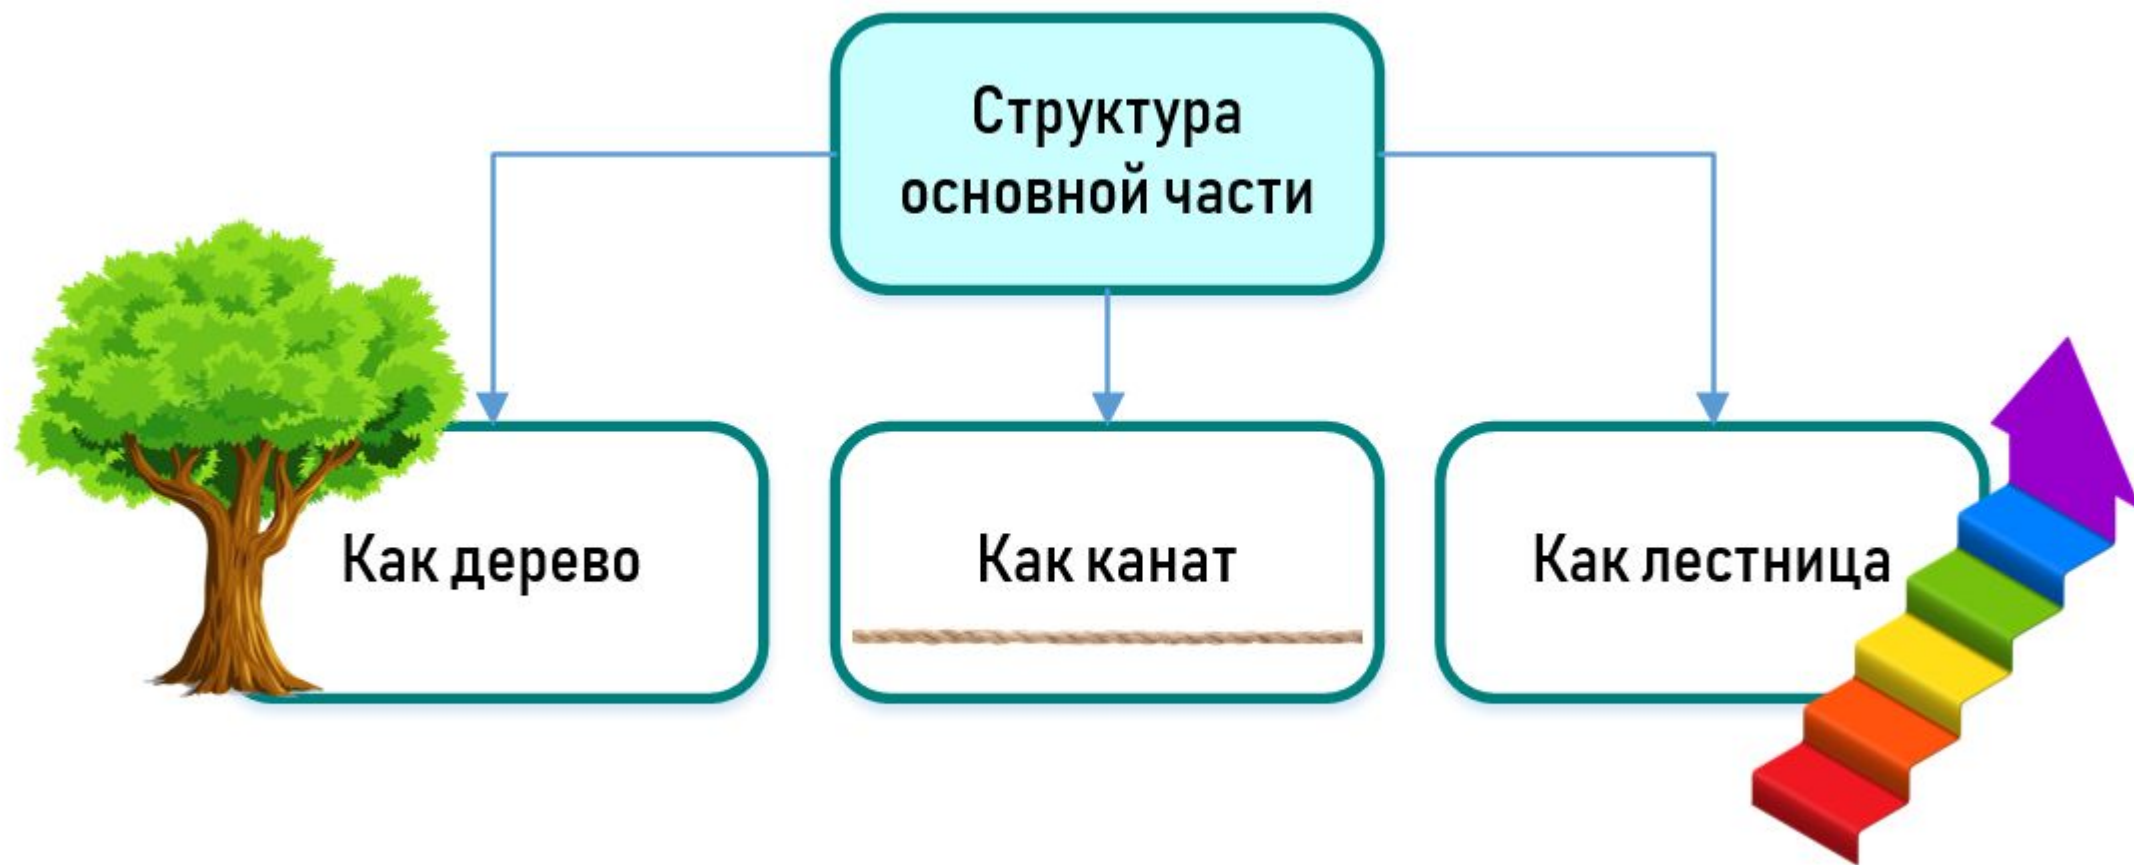 Структура
основной части
Как дерево
Как канат
Как лестница